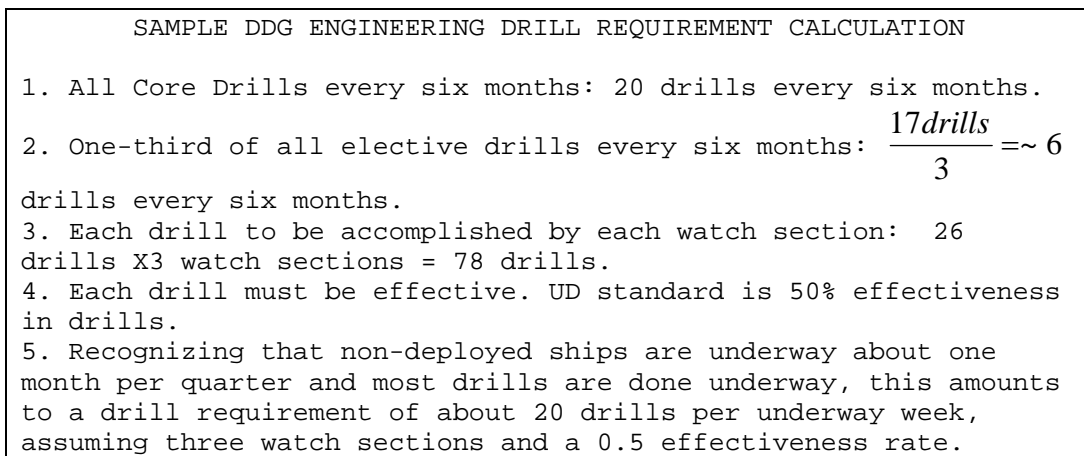 SAMPLE DDG ENGINEERING DRILL REQUIREMENT CALCULATION
1. All Core Drills every six months: 20 drills every six months.
2. One-third of all elective drills every six months: 17drills/3 =~ 6
drills every six months.
3. Each drill to be accomplished by each watch section:  26
drills X3 watch sections = 78 drills.
4. Each drill must be effective. UD standard is 50% effectiveness
in drills.
5. Recognizing that non-deployed ships are underway about one
month per quarter and most drills are done underway, this amounts
to a drill requirement of about 20 drills per underway week,
assuming three watch sections and a 0.5 effectiveness rate.